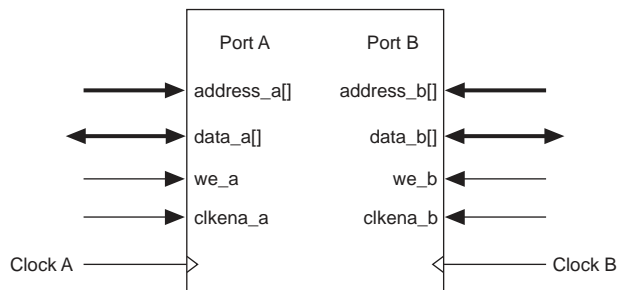 Port A Port B
address_a[] address_b[]
data_a[] data_b[]
we_a we_b
clkena_a clkena_b
Clock A Clock B